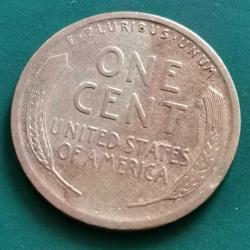 E·PLURIBUS·UNUM
ONE
CENT
UNITED STATES
OF AMERICA